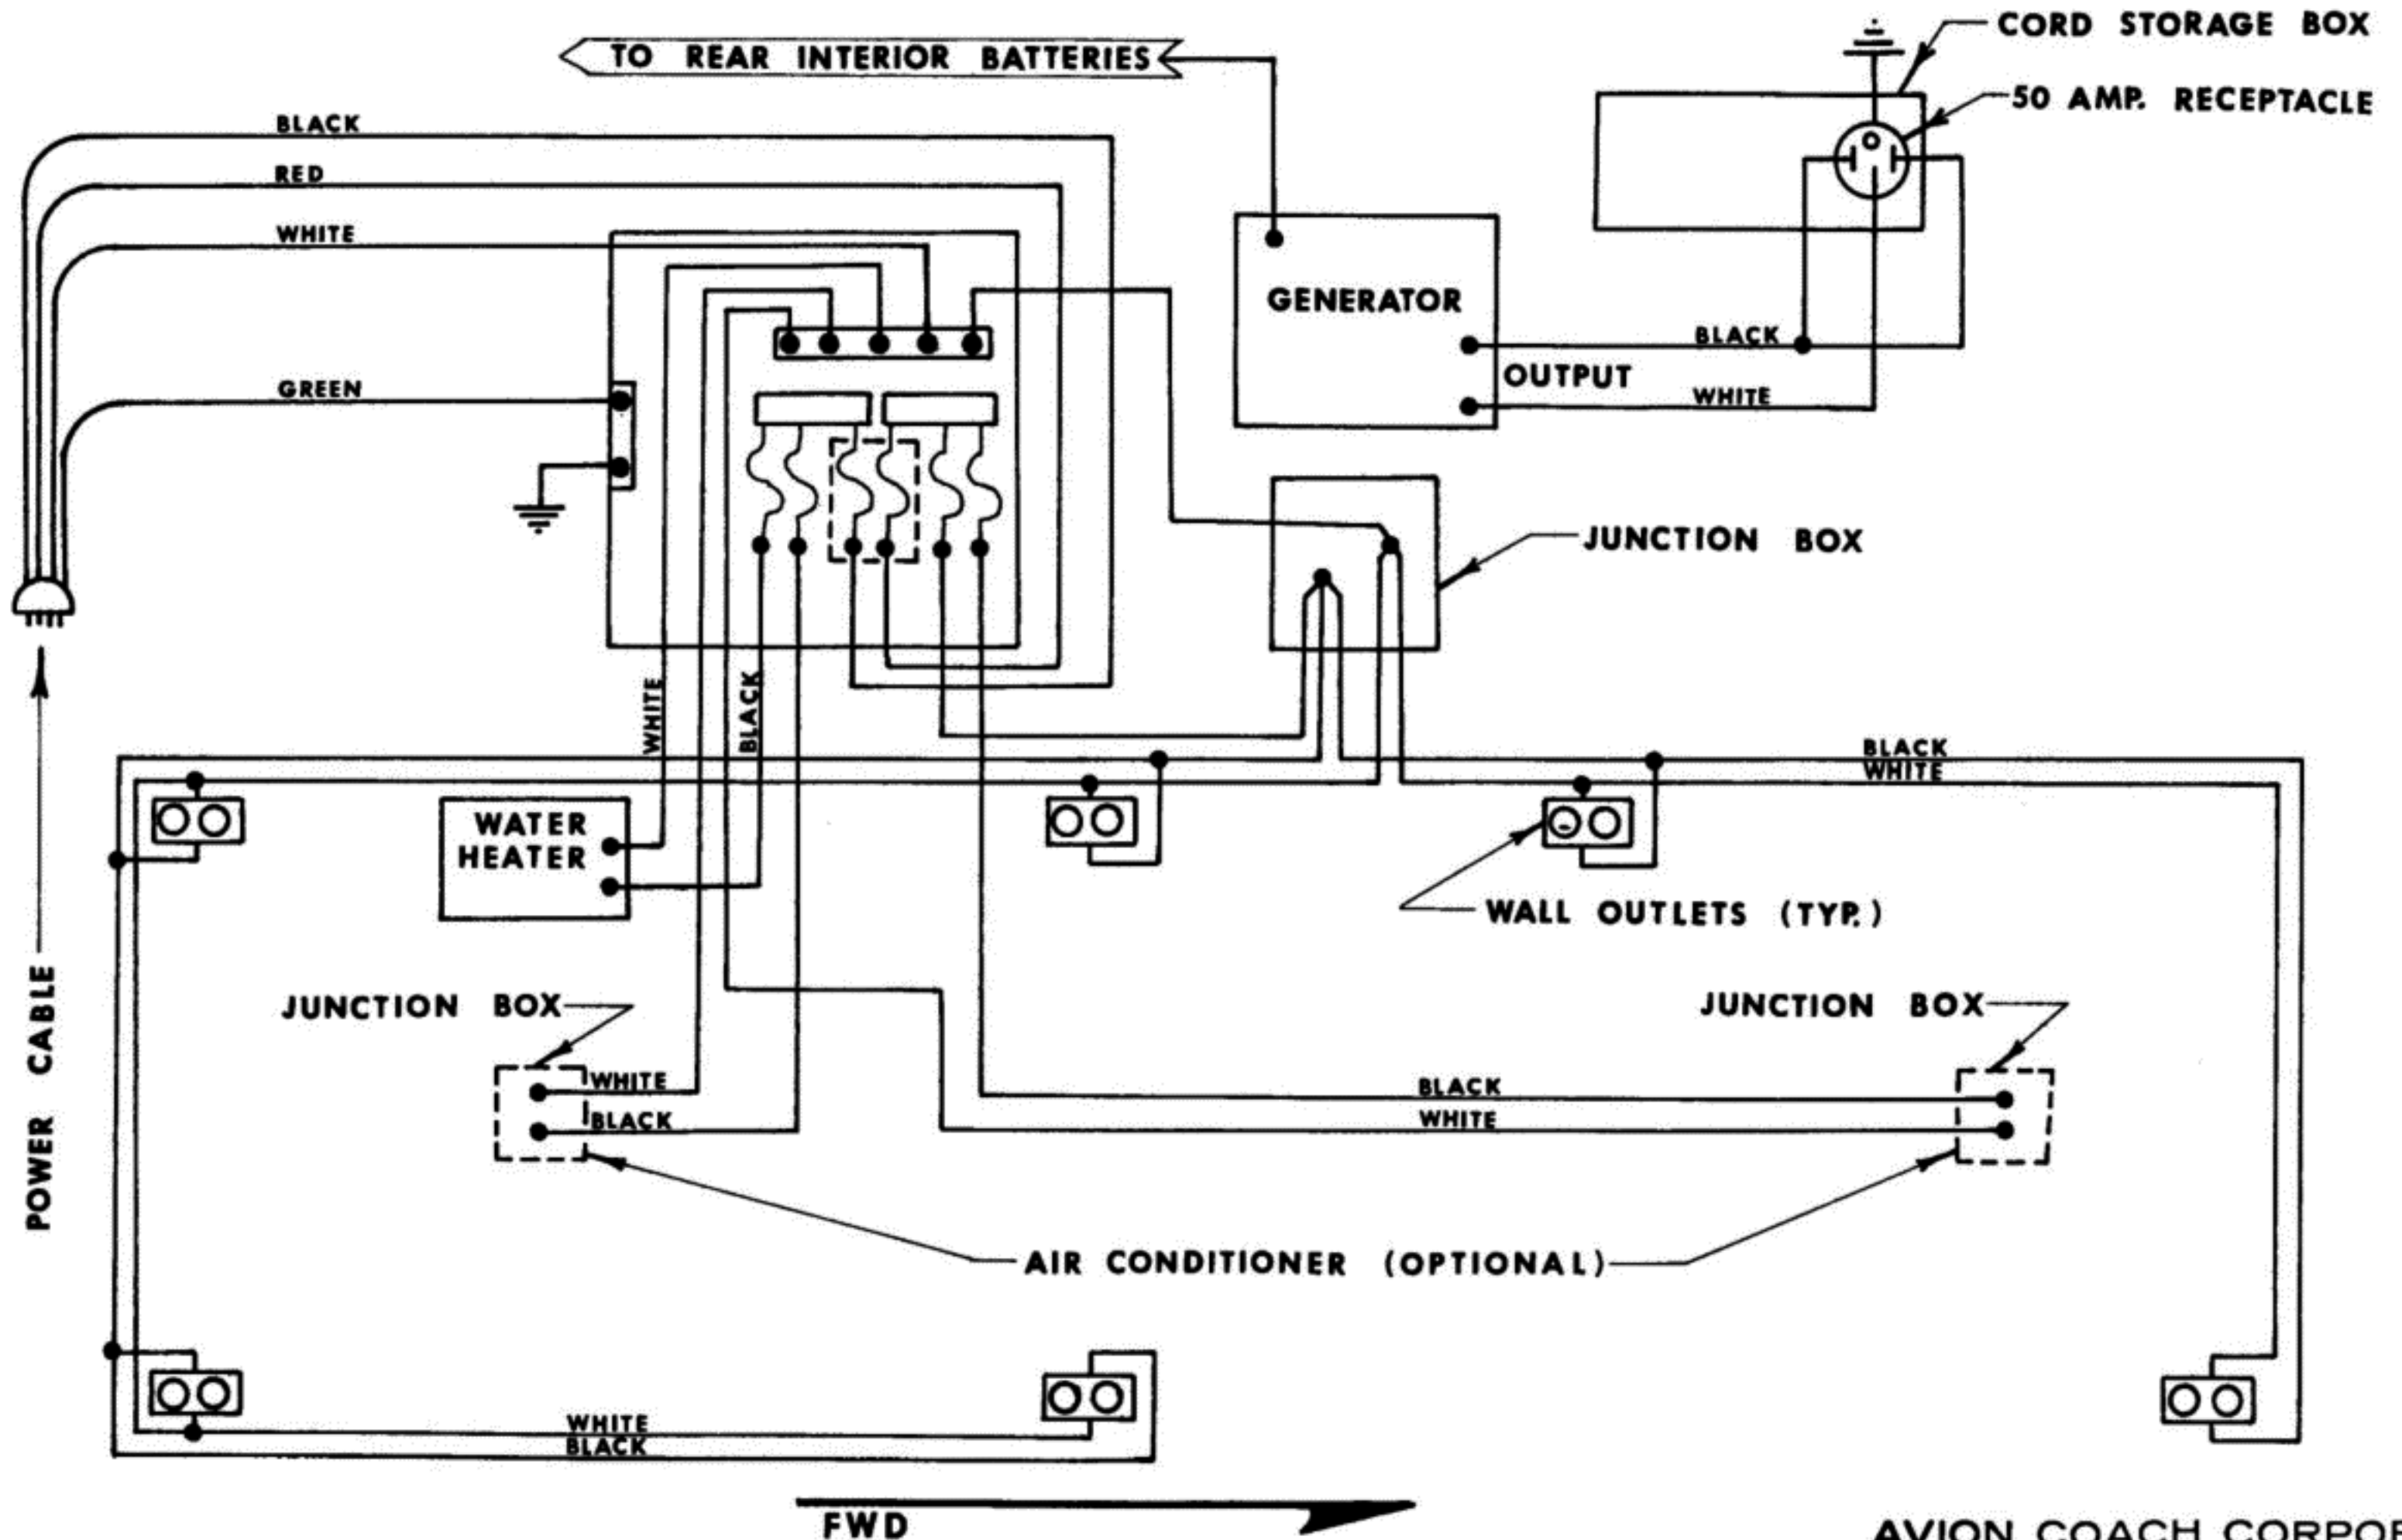 CORD STORAGE BOX
TO REAR INTERIOR BATTERIES
50 AMP. RECEPTACLE
BLACK
RED
WHITE
GENERATOR
BLACK
OUTPUT
GREEN
WHITE
JUNCTION BOX
WHITE
BLACK
BLACK
WHITE
WATER
HEATER
WALL OUTLETS (TYP.)
POWER CABLE
JUNCTION BOX
JUNCTION BOX
WHITE
BLACK
BLACK
WHITE
AIR CONDITIONER (OPTIONAL)
WHITE
BLACK
FWD
AVION COACH